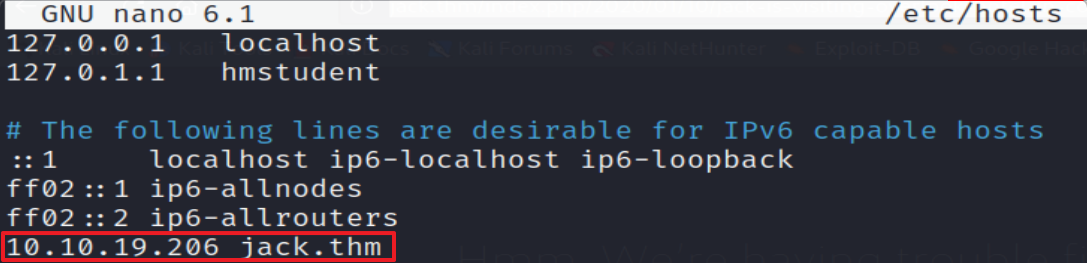 GNU nano 6.1 /etc/hosts
127.0.0.1 localhost
127.0.1.1 hmstudent
# The following lines are desirable for IPv6 capable hosts
::1 localhost ip6-localhost ip6-loopback
ff02::1 ip6-allnodes
ff02::2 ip6-allrouters
10.10.19.206 jack.thm